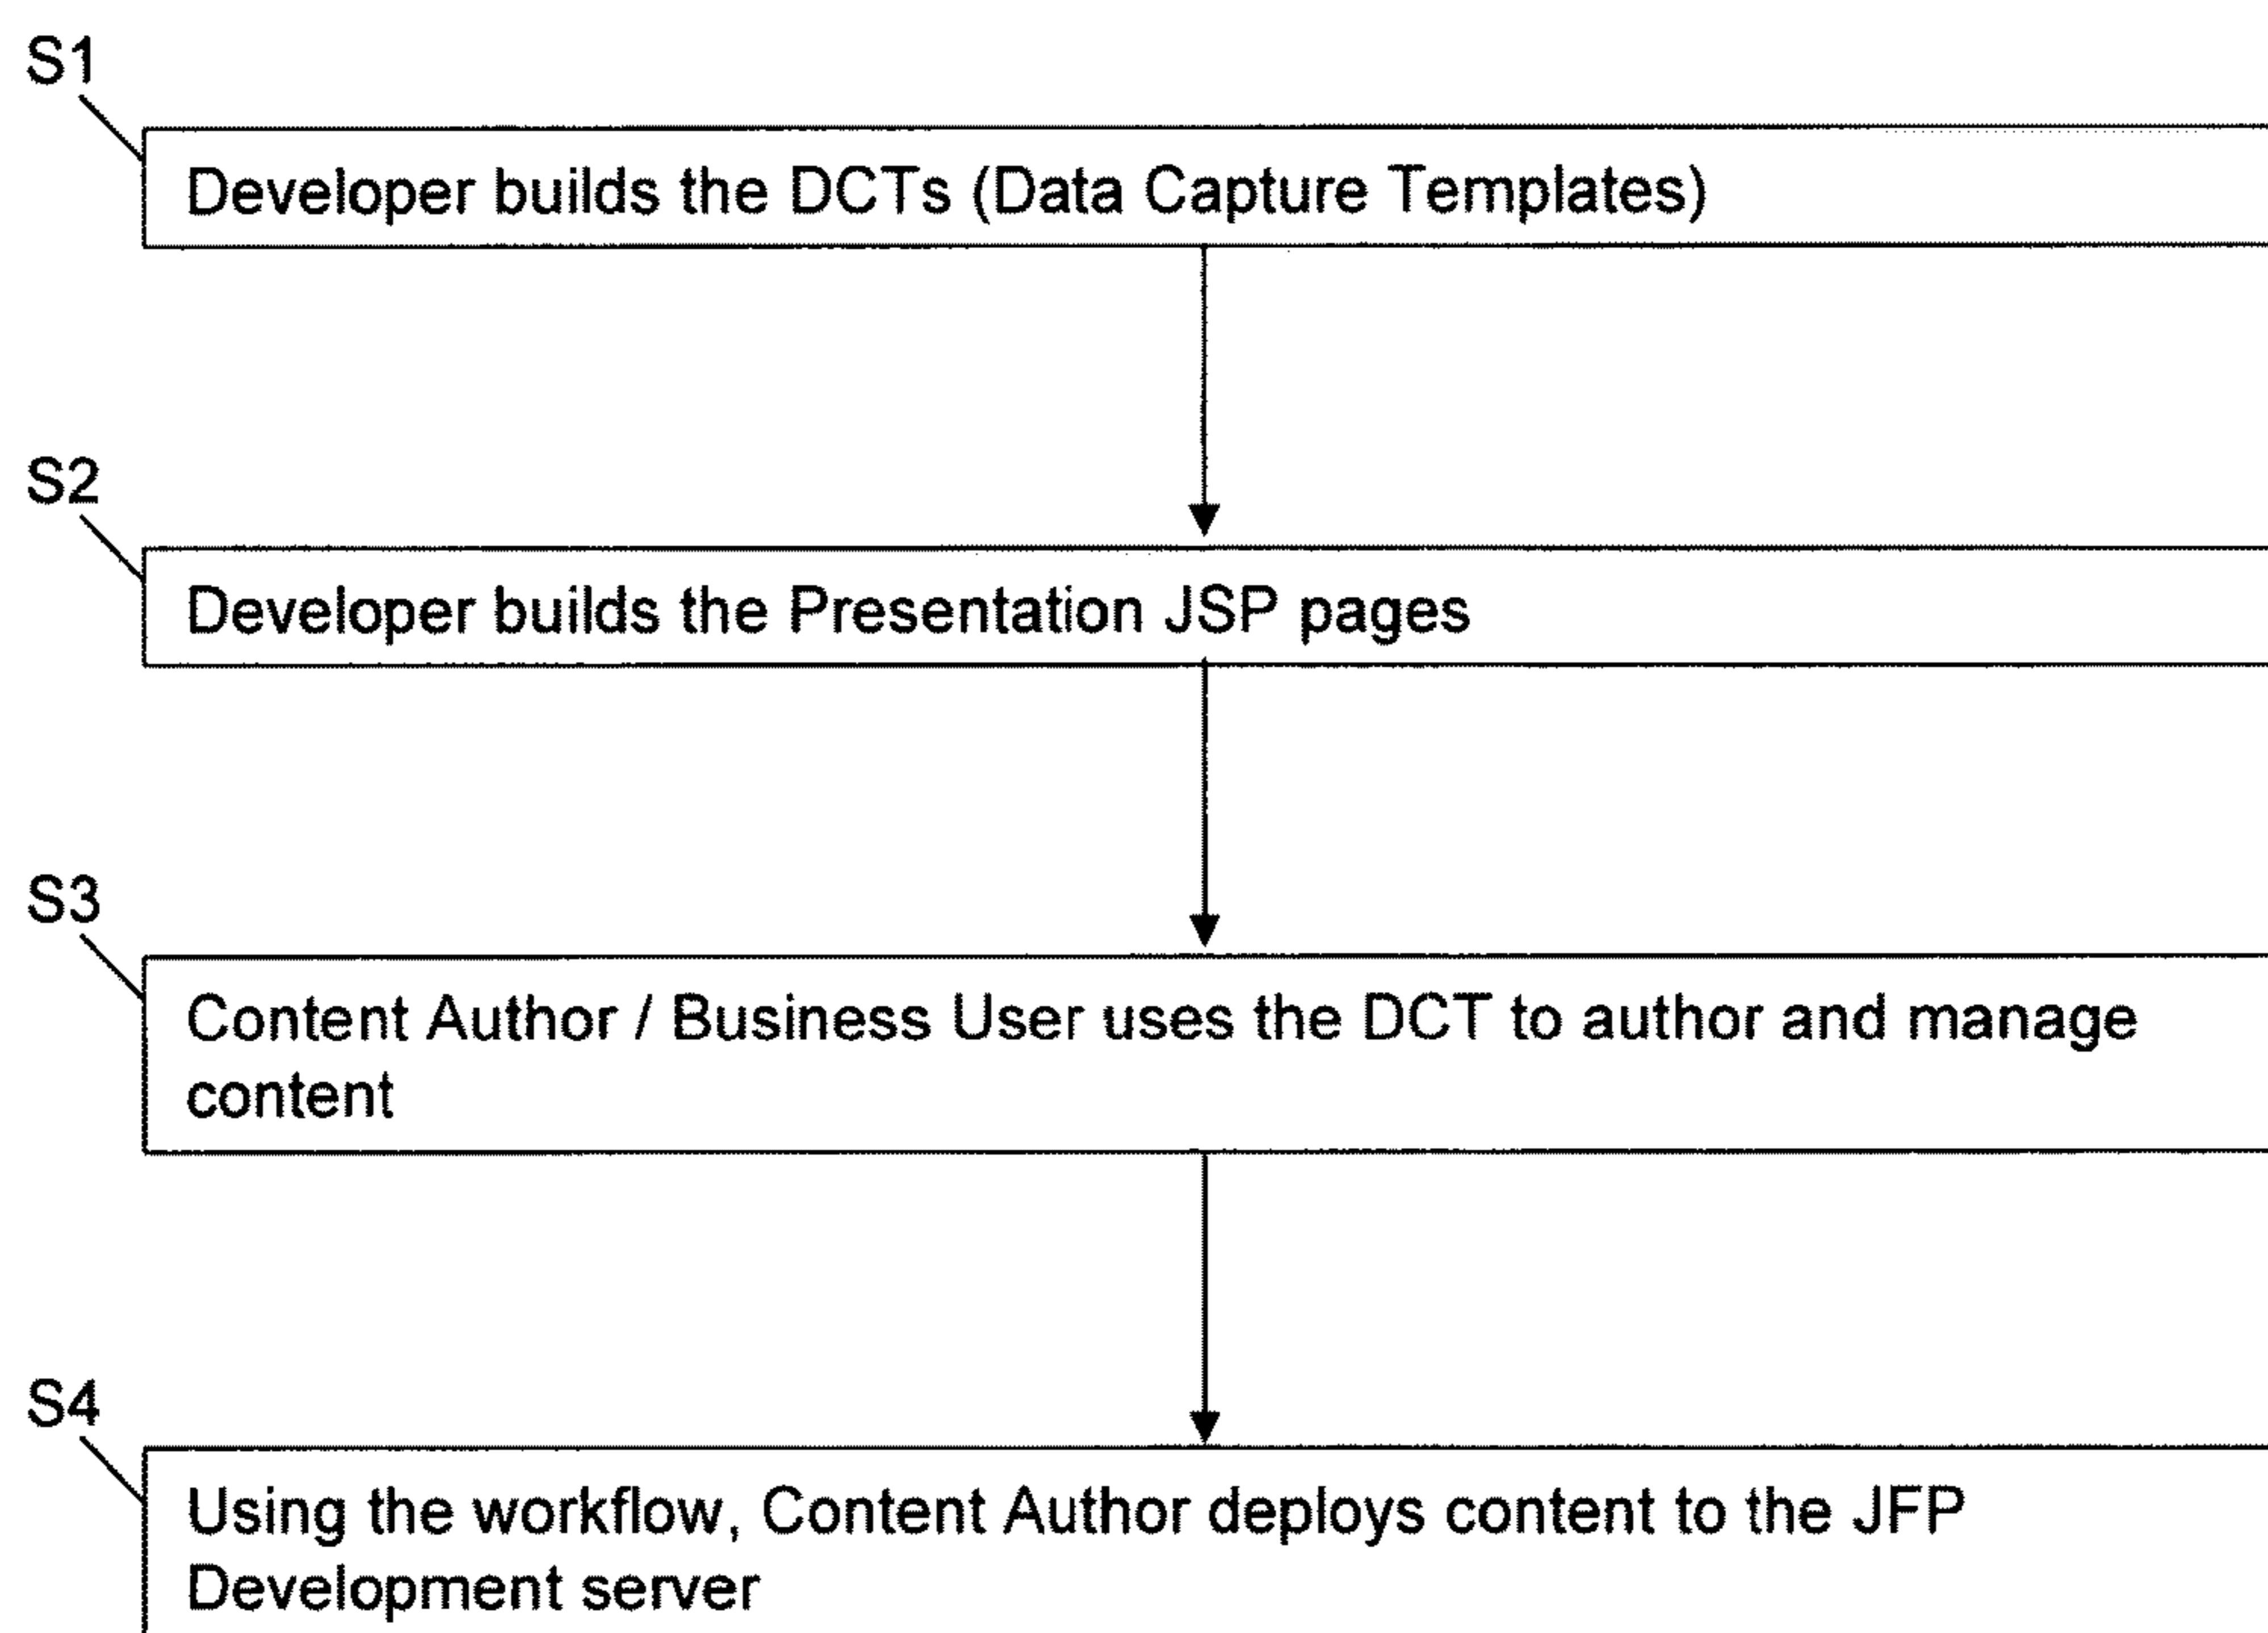 S1
Developer builds the DCTs (Data Capture Templates)
S2
Developer builds the Presentation JSP pages
S3
Content Author / Business User uses the DCT to author and manage
content
S4
Using the workflow, Content Author deploys content to the JFP
Development server